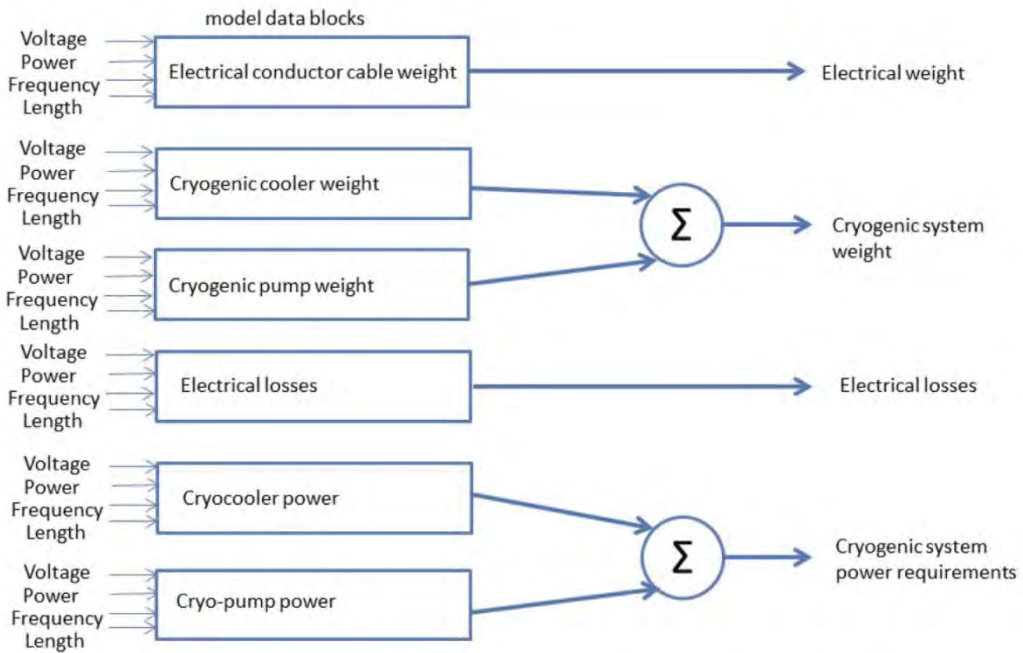 model data blocks
Voltage
Power
Frequency
Length
Electrical conductor cable weight
Electrical weight
Voltage
Power
Frequency
Length
Cryogenic cooler weight
Voltage
Power
Frequency
Length
Cryogenic pump weight
Σ
Cryogenic system
weight
Voltage
Power
Frequency
Length
Electrical losses
Electrical losses
Voltage
Power
Frequency
Length
Cryocooler power
Voltage
Power
Frequency
Length
Cryo-pump power
Σ
Cryogenic system
power requirements